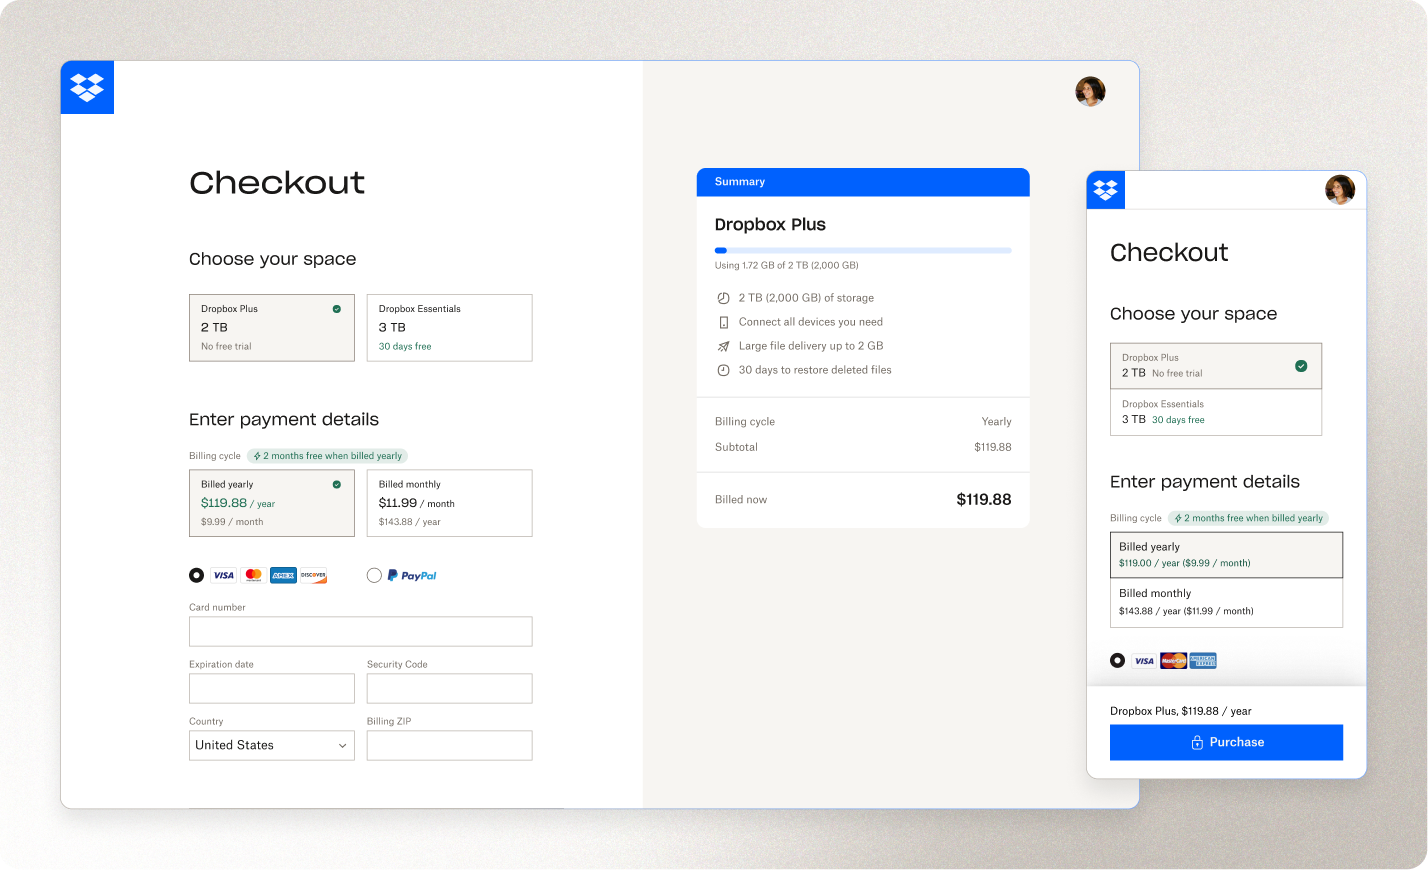 Checkout
Choose your space
Dropbox Plus
2 TB
No free trial
Dropbox Essentials
3 TB
30 days free
Enter payment details
Billing cycle 2 months free when billed yearly
Billed yearly
$119.88 / year
$9.99 / month
Billed monthly
$11.99 / month
$143.88 / year
VISA mastercard AMEX DISCOVER PayPal
Card number
Expiration date Security Code
Country Billing ZIP
United States
Summary
Dropbox Plus
Using 1.72 GB of 2 TB (2,000 GB)
2 TB (2,000 GB) of storage
Connect all devices you need
Large file delivery up to 2 GB
30 days to restore deleted files
Billing cycle Yearly
Subtotal $119.88
Billed now $119.88
Checkout
Choose your space
Dropbox Plus
2 TB No free trial
Dropbox Essentials
3 TB 30 days free
Enter payment details
Billing cycle 2 months free when billed yearly
Billed yearly
$119.00 / year ($9.99 / month)
Billed monthly
$143.88 / year ($11.99 / month)
VISA MasterCard AMERICAN EXPRESS
Dropbox Plus, $119.88 / year
Purchase